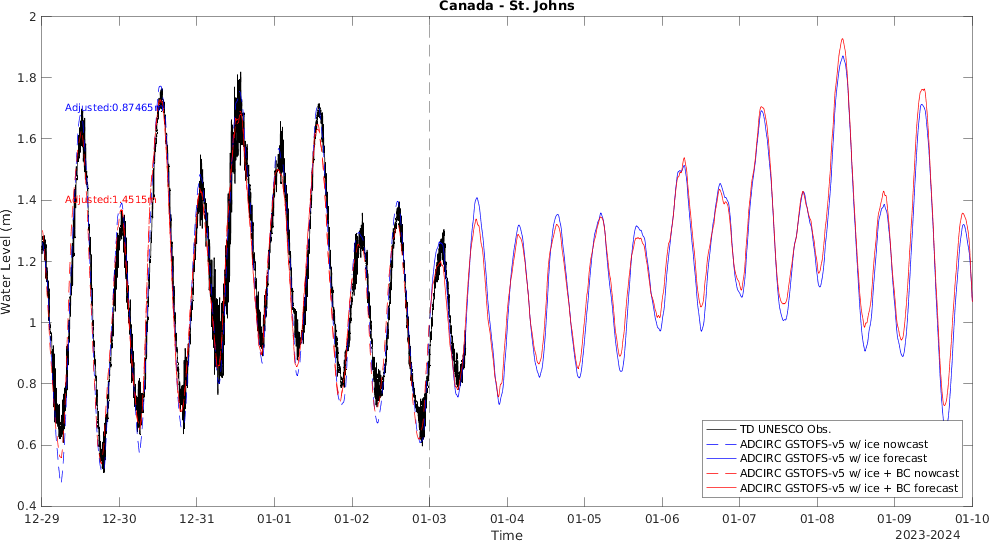 Canada - St. Johns
2
1.8
1.6
1.4
1.2
1
0.8
0.6
0.4
Water Level (m)
Adjusted:0.87465m
Adjusted:1.4515m
TD UNESCO Obs.
ADCIRC GSTOFS-v5 w/ ice nowcast
ADCIRC GSTOFS-v5 w/ ice forecast
ADCIRC GSTOFS-v5 w/ ice + BC nowcast
ADCIRC GSTOFS-v5 w/ ice + BC forecast
12-29 12-30 12-31 01-01 01-02 01-03 01-04 01-05 01-06 01-07 01-08 01-09 01-10
Time
2023-2024